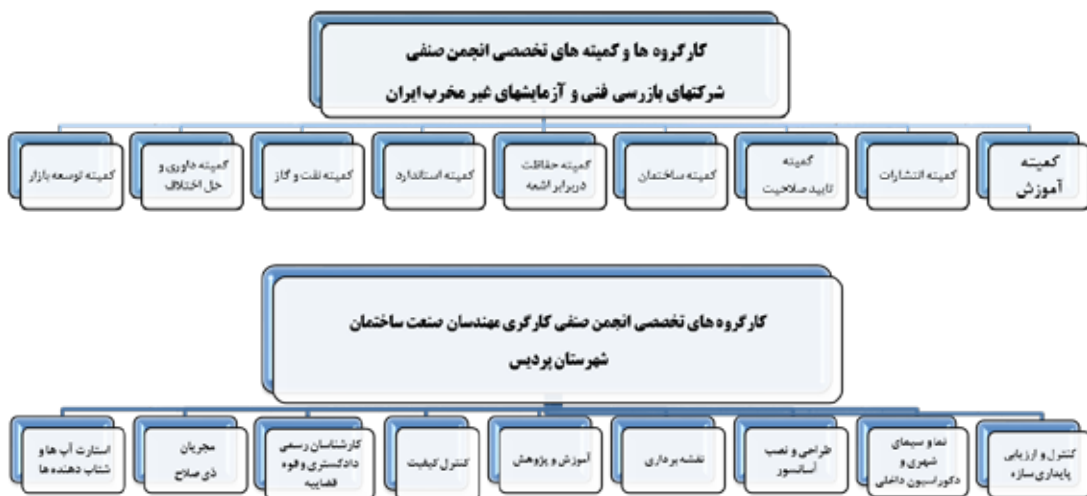 کارگروه ها و کمیته های تخصصی انجمن صنفی
شرکتهای بازرسی فنی و آزمایشهای غیر مخرب ایران
کمیته
آموزش
کمیته انتشارات
کمیته
تایید صلاحیت
کمیته ساختمان
کمیته حفاظت
دربرابر اشعه
کمیته استاندارد
کمیته نفت و گاز
کمیته داوری و
حل اختلاف
کمیته توسعه بازار
کارگروه های تخصصی انجمن صنفی کارگری مهندسان صنعت ساختمان
شهرستان پردیس
کنترل و ارزیابی
پایداری سازه
نما و سیمای
شهری و
دکوراسیون داخلی
طراحی و نصب
آسانسور
نقشه برداری
آموزش و پژوهش
کنترل کیفیت
کارشناسان رسمی
دادگستری و قوه
قضاییه
مجریان
ذی صلاح
استارت آپ ها و
شتاب دهنده ها